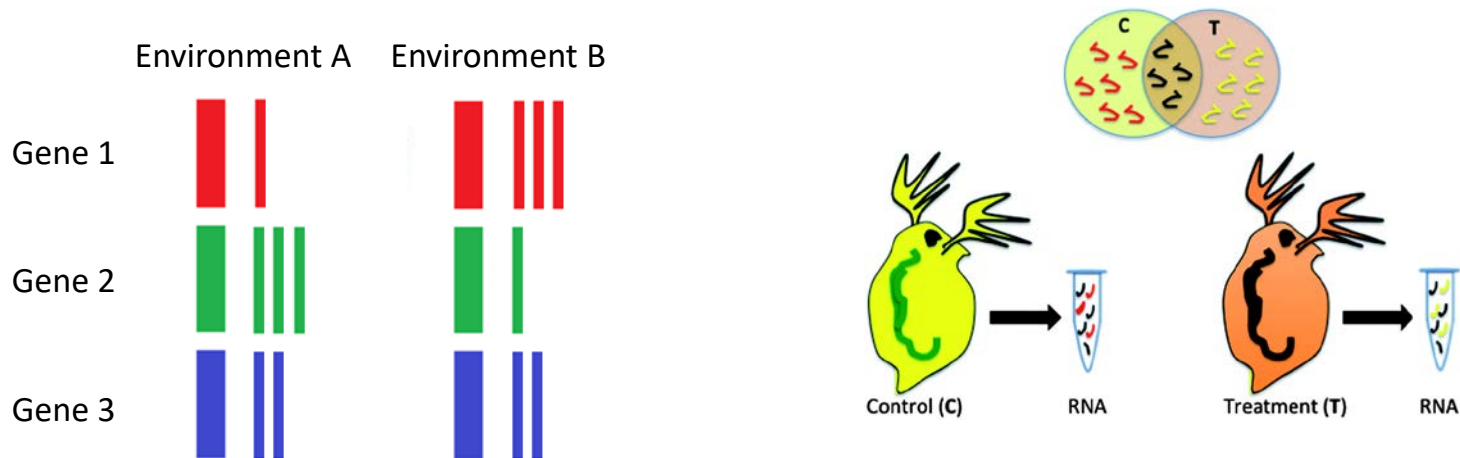 Environment A
Environment B
Gene 1
Gene 2
Gene 3
C
T
Control (C)
RNA
Treatment (T)
RNA